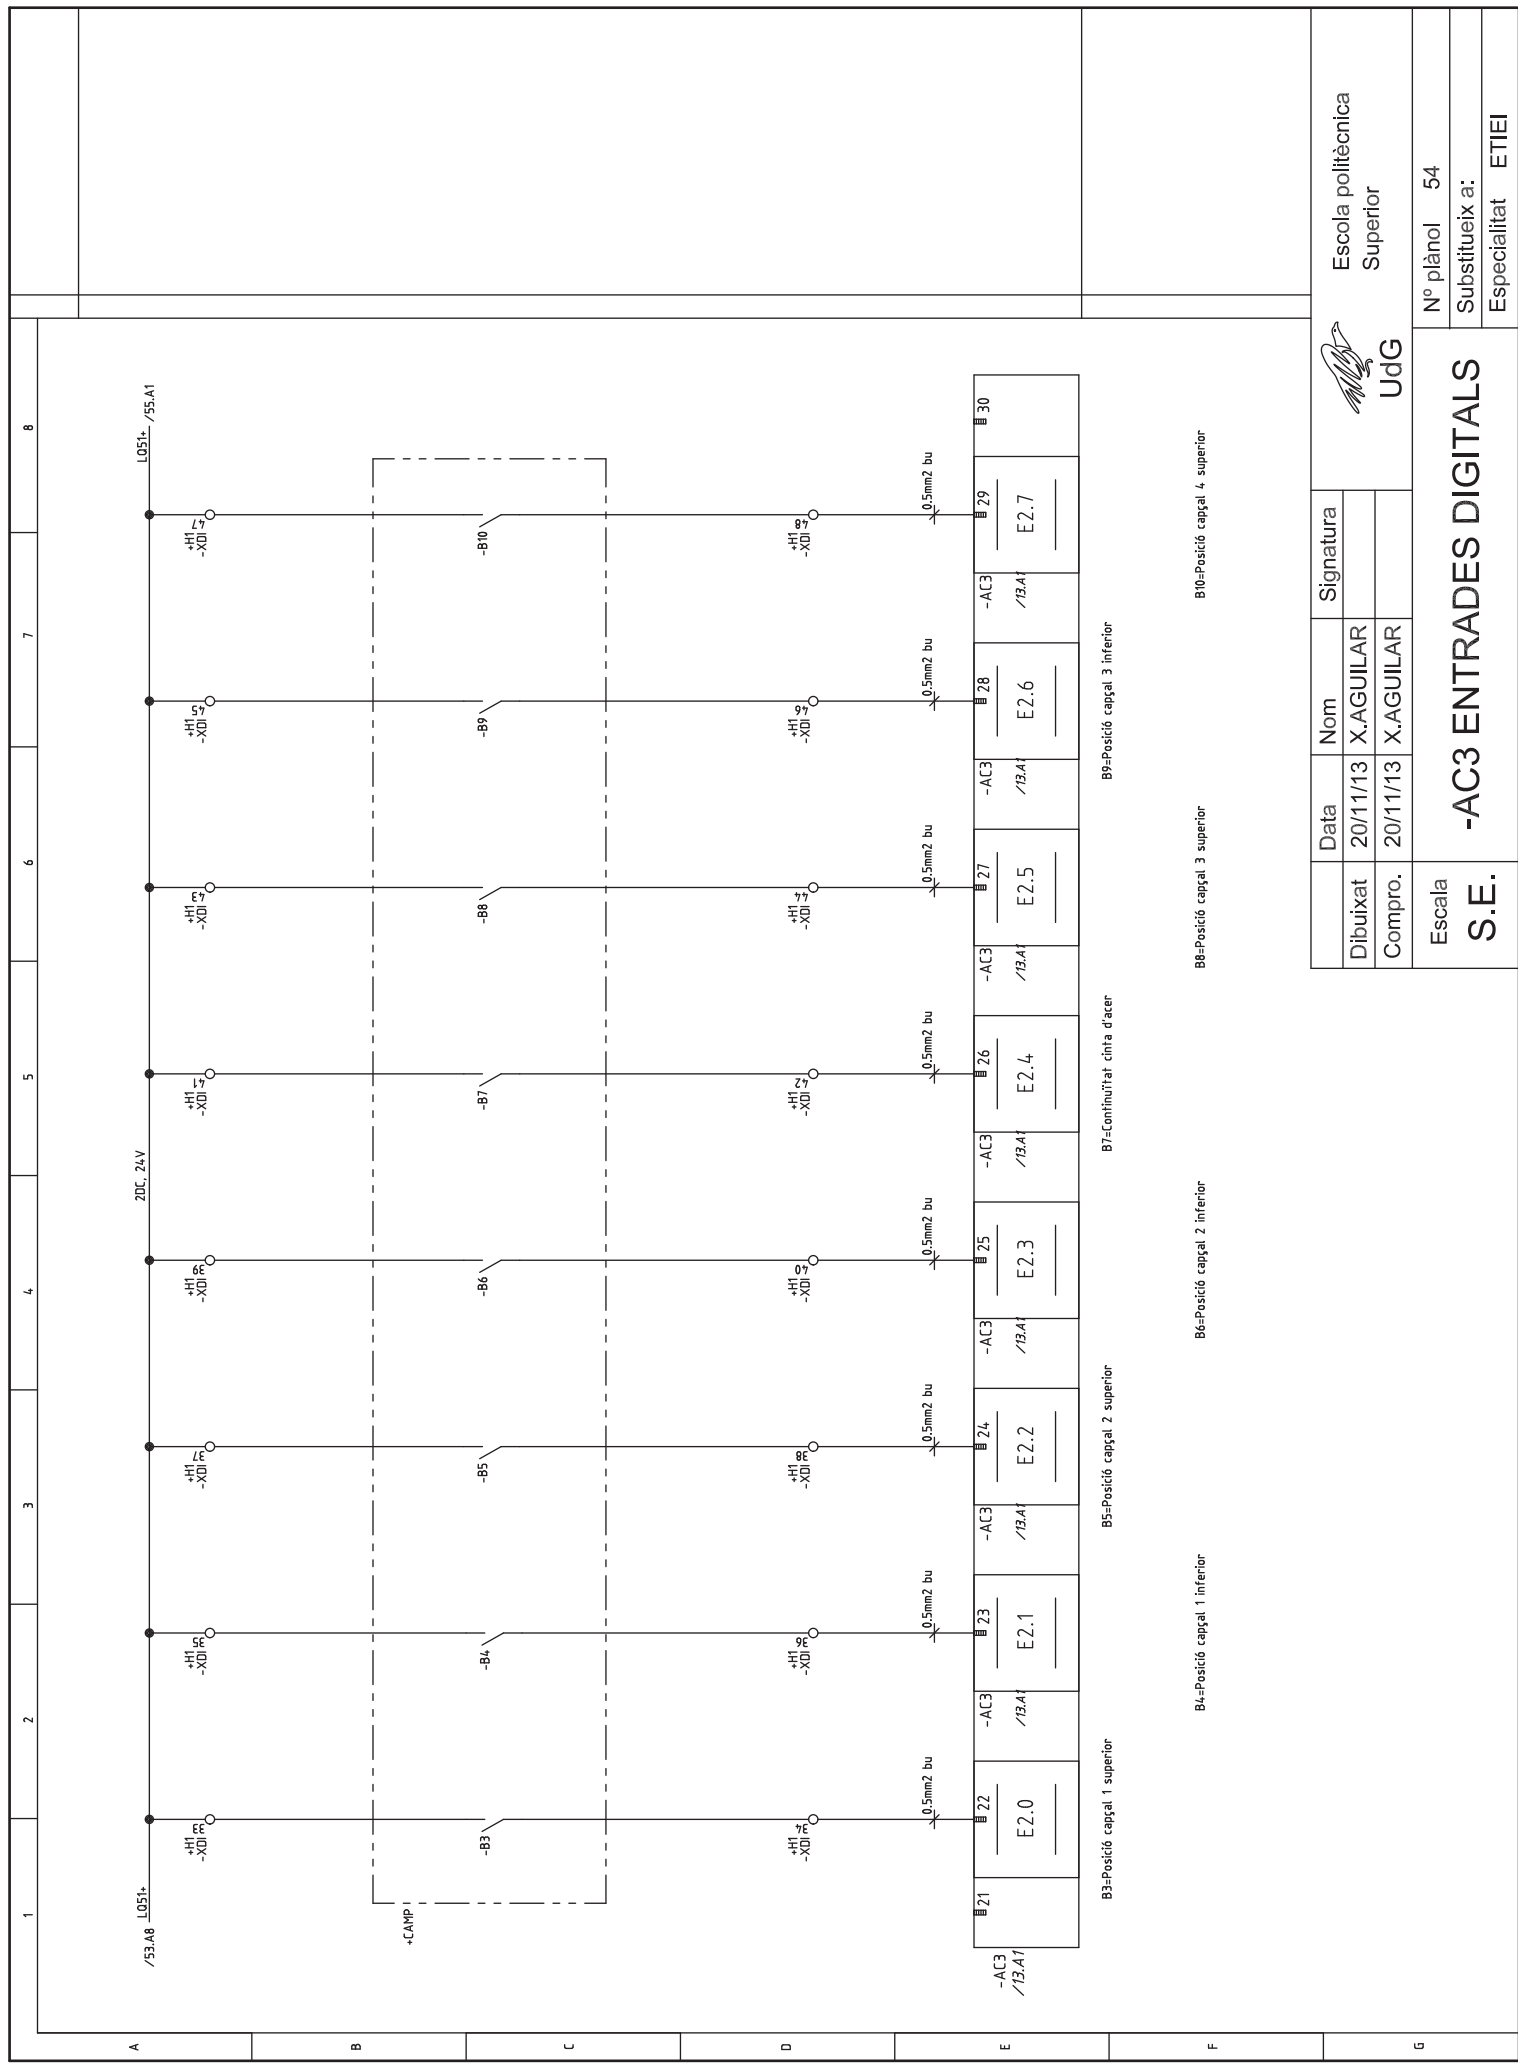 1 2 3 4 5 6 7 8
A
B
C
D
E
F
G
/53.A8 LQ51+
2DC, 24V
LQ51+ /55.A1
+H1 -XDI 33
+H1 -XDI 35
+H1 -XDI 37
+H1 -XDI 39
+H1 -XDI 41
+H1 -XDI 43
+H1 -XDI 45
+H1 -XDI 47
+CAMP
-B3
-B4
-B5
-B6
-B7
-B8
-B9
-B10
+H1 -XDI 34
+H1 -XDI 36
+H1 -XDI 38
+H1 -XDI 40
+H1 -XDI 42
+H1 -XDI 44
+H1 -XDI 46
+H1 -XDI 48
0.5mm2 bu
0.5mm2 bu
0.5mm2 bu
0.5mm2 bu
0.5mm2 bu
0.5mm2 bu
0.5mm2 bu
0.5mm2 bu
-AC3
/13.A1
21
22
E2.0
-AC3
/13.A1
23
E2.1
-AC3
/13.A1
24
E2.2
-AC3
/13.A1
25
E2.3
-AC3
/13.A1
26
E2.4
-AC3
/13.A1
27
E2.5
-AC3
/13.A1
28
E2.6
-AC3
/13.A1
29
E2.7
30
B3=Posició capçal 1 superior
B4=Posició capçal 1 inferior
B5=Posició capçal 2 superior
B6=Posició capçal 2 inferior
B7=Continuïtat cinta d'acer
B8=Posició capçal 3 superior
B9=Posició capçal 3 inferior
B10=Posició capçal 4 superior
Data Nom Signatura
Dibuixat 20/11/13 X.AGUILAR
Compro. 20/11/13 X.AGUILAR
UdG
Escola politècnica
Superior
Escala
S.E.
-AC3 ENTRADES DIGITALS
Nº plànol 54
Substitueix a:
Especialitat ETIEI